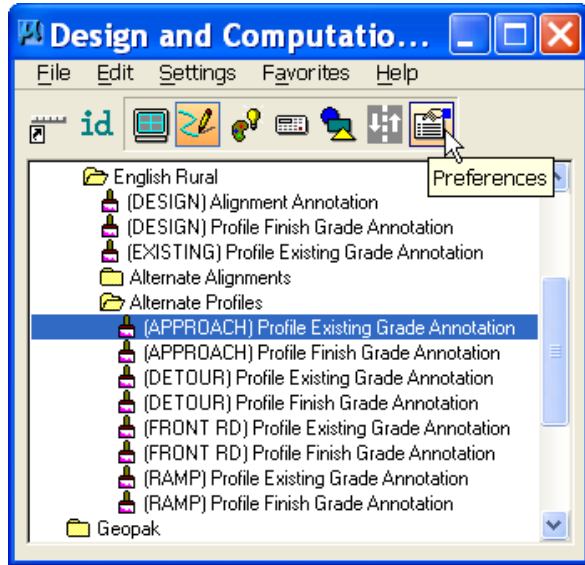 Design and Computatio...
File Edit Settings Favorites Help
id
Preferences
English Rural
(DESIGN) Alignment Annotation
(DESIGN) Profile Finish Grade Annotation
(EXISTING) Profile Existing Grade Annotation
Alternate Alignments
Alternate Profiles
(APPROACH) Profile Existing Grade Annotation
(APPROACH) Profile Finish Grade Annotation
(DETOUR) Profile Existing Grade Annotation
(DETOUR) Profile Finish Grade Annotation
(FRONT RD) Profile Existing Grade Annotation
(FRONT RD) Profile Finish Grade Annotation
(RAMP) Profile Existing Grade Annotation
(RAMP) Profile Finish Grade Annotation
Geopak